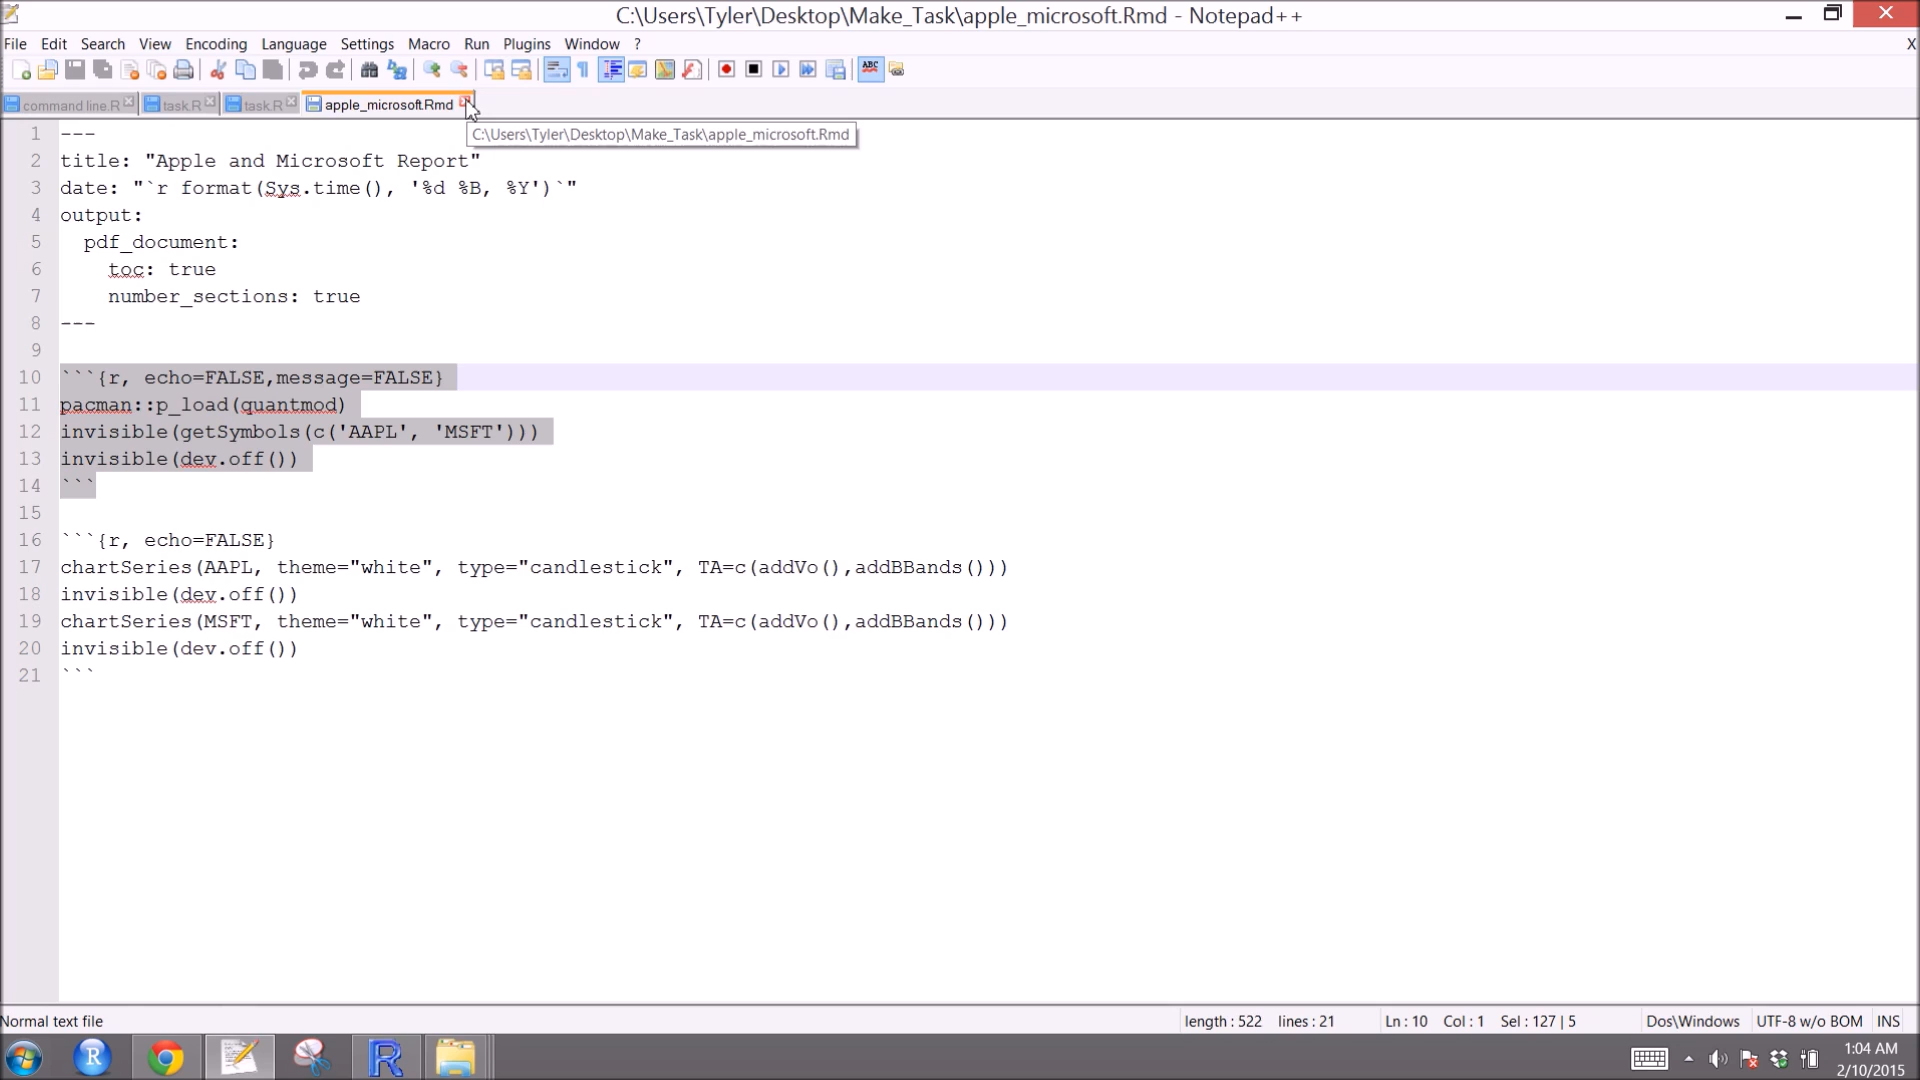 C:\Users\Tyler\Desktop\Make_Task\apple_microsoft.Rmd - Notepad++
File Edit Search View Encoding Language Settings Macro Run Plugins Window ? X
ABC
command line.R task.R task.R apple_microsoft.Rmd
C:\Users\Tyler\Desktop\Make_Task\apple_microsoft.Rmd
1 ---
2 title: "Apple and Microsoft Report"
3 date: "`r format(Sys.time(), '%d %B, %Y')`"
4 output:
5   pdf_document:
6     toc: true
7     number_sections: true
8 ---
9
10 ```{r, echo=FALSE,message=FALSE}
11 pacman::p_load(quantmod)
12 invisible(getSymbols(c('AAPL', 'MSFT')))
13 invisible(dev.off())
14 ```
15
16 ```{r, echo=FALSE}
17 chartSeries(AAPL, theme="white", type="candlestick", TA=c(addVo(),addBBands()))
18 invisible(dev.off())
19 chartSeries(MSFT, theme="white", type="candlestick", TA=c(addVo(),addBBands()))
20 invisible(dev.off())
21 ```
Normal text file length : 522 lines : 21 Ln : 10 Col : 1 Sel : 127 | 5 Dos\Windows UTF-8 w/o BOM INS
R R 1:04 AM
2/10/2015